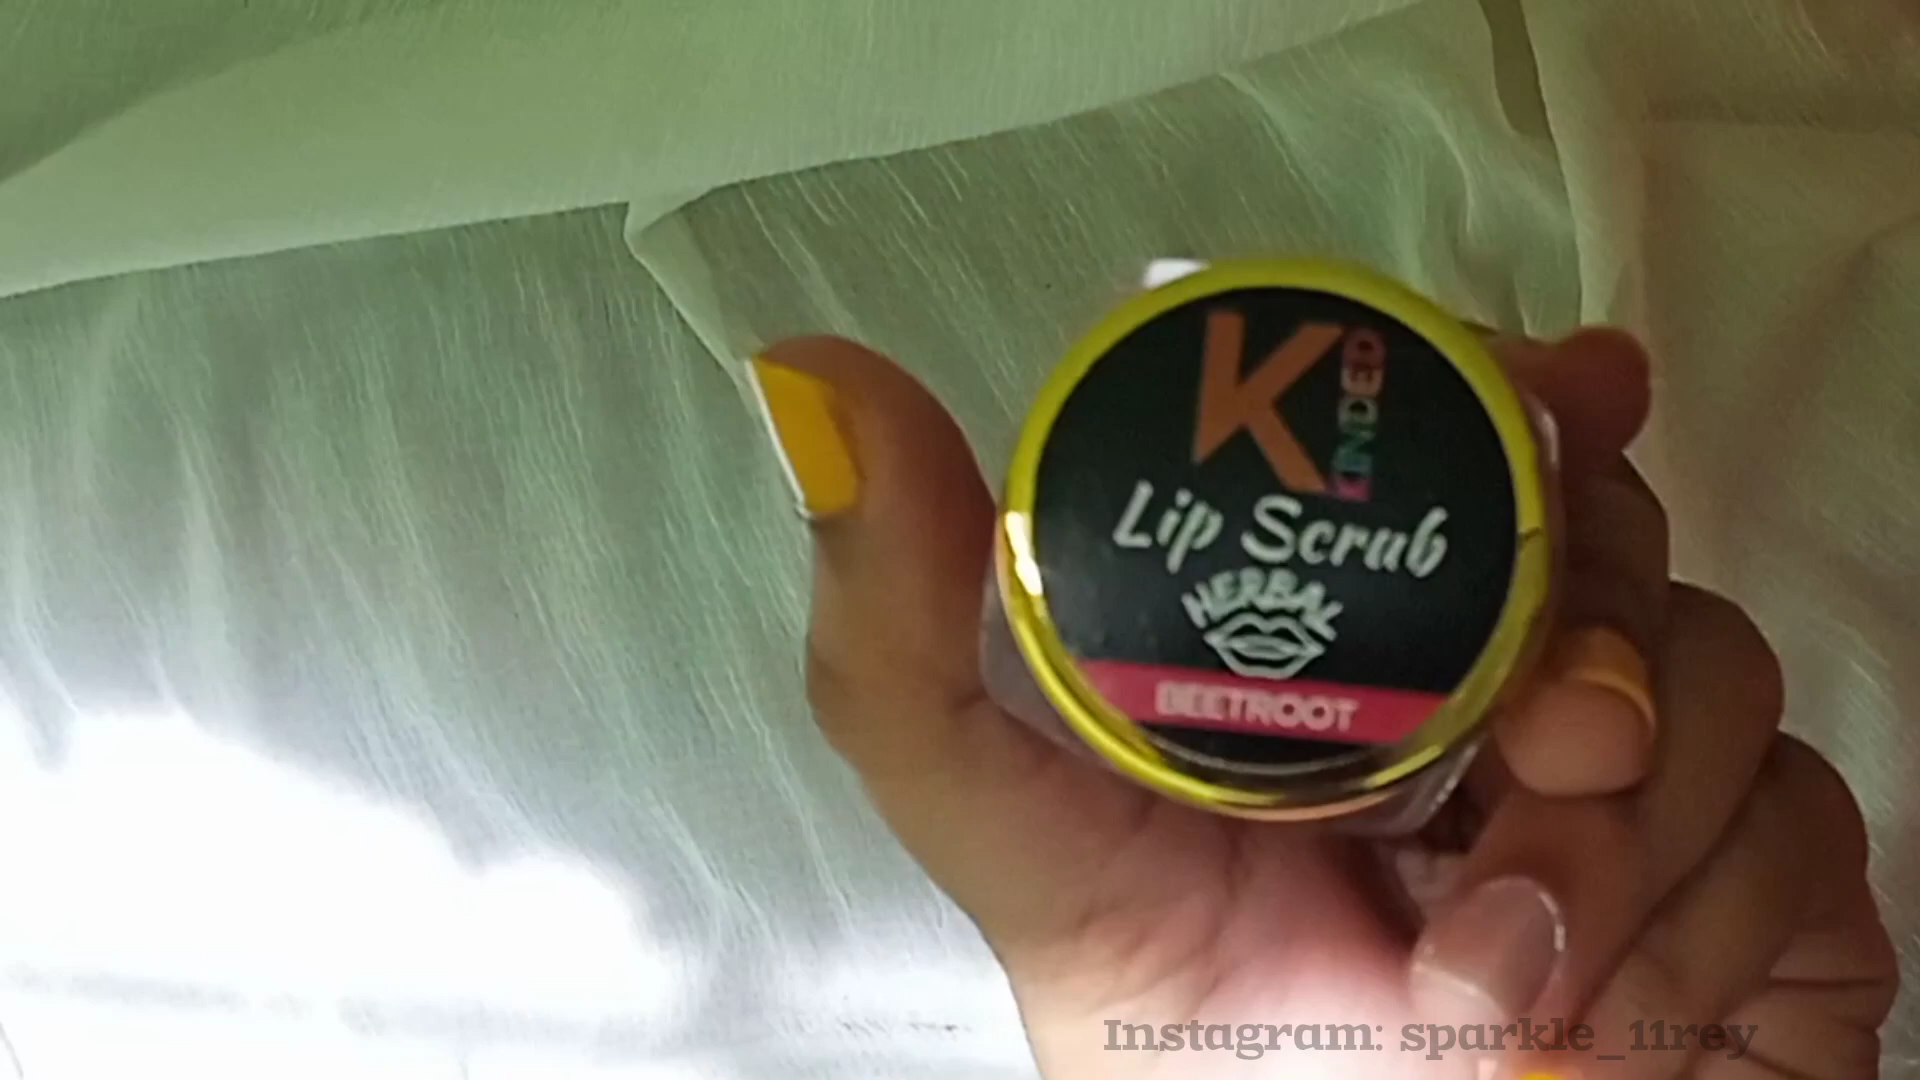 K
KINDED
Lip Scrub
HERBAL
BEETROOT
Instagram: sparkle_11rey